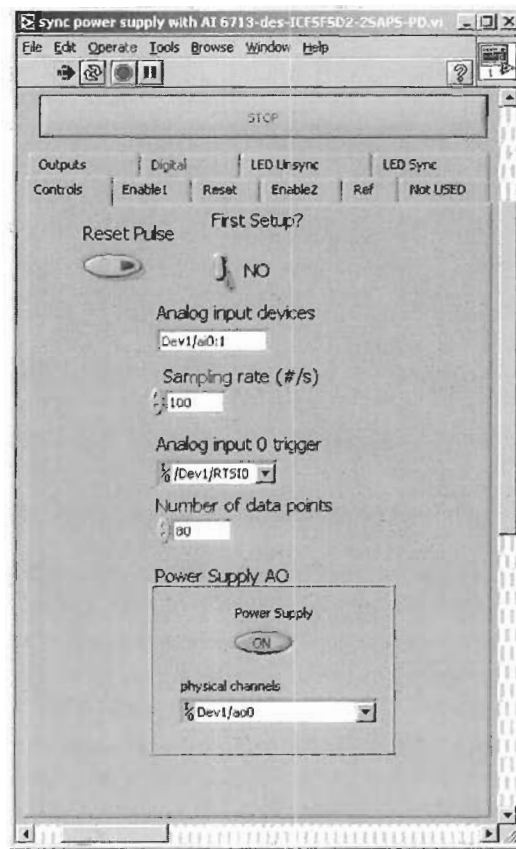 sync power supply with AI 6713-des-ICF5F5D2-2SAPS-PD.vi
File Edit Operate Tools Browse Window Help
STOP
Outputs Digital LED Unsync LED Sync
Controls Enable1 Reset Enable2 Ref Not USED
First Setup?
Reset Pulse
NO
Analog input devices
Dev1/ai0:1
Sampling rate (#/s)
100
Analog input 0 trigger
/Dev1/RTSI0
Number of data points
80
Power Supply AO
Power Supply
ON
physical channels
Dev1/ao0